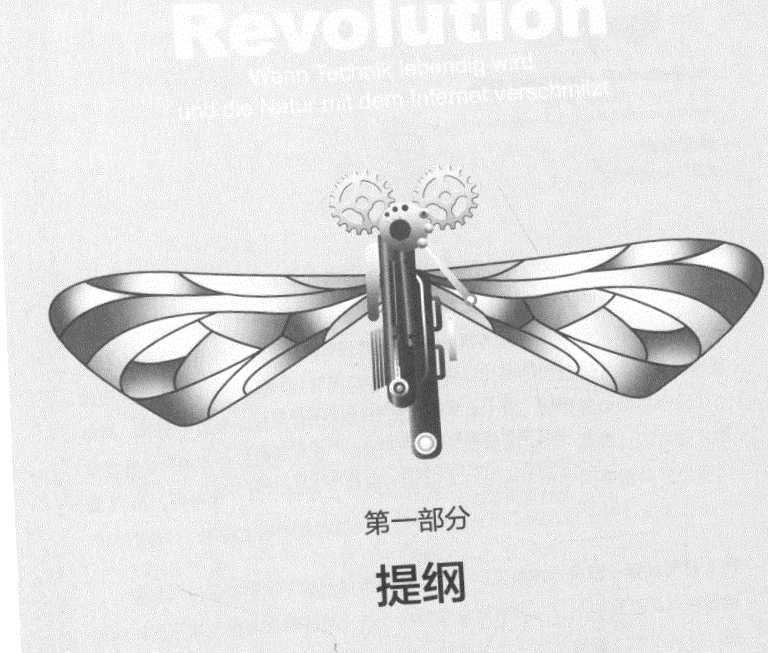 Revolution
Wenn Technik lebendig wird
und die Natur mit dem Internet verschmilzt
第一部分
提纲